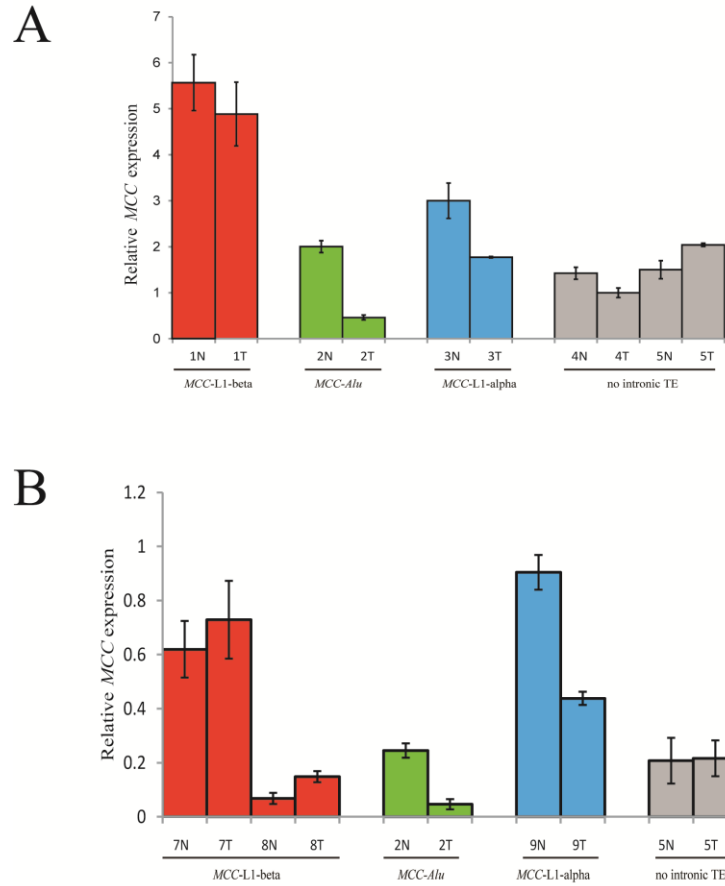 A
Relative MCC expression
7
6
5
4
3
2
1
0
1N 1T 2N 2T 3N 3T 4N 4T 5N 5T
MCC-L1-beta MCC-Alu MCC-L1-alpha no intronic TE
B
Relative MCC expression
1.2
1
0.8
0.6
0.4
0.2
0
7N 7T 8N 8T 2N 2T 9N 9T 5N 5T
MCC-L1-beta MCC-Alu MCC-L1-alpha no intronic TE